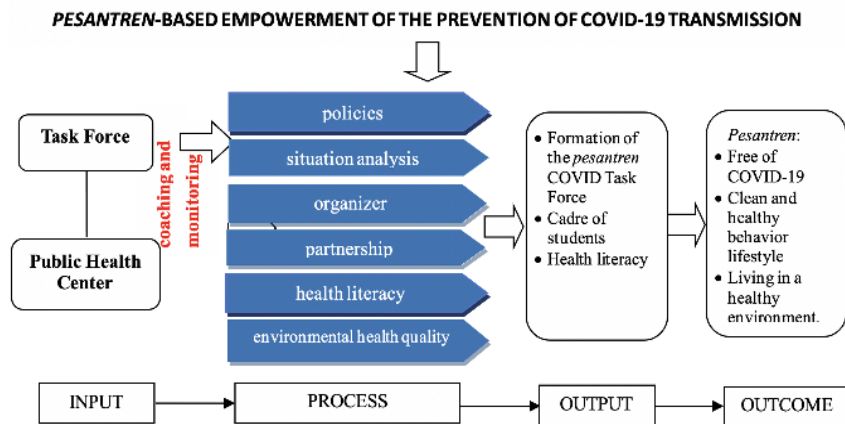 PESANTREN-BASED EMPOWERMENT OF THE PREVENTION OF COVID-19 TRANSMISSION
Task Force
Public Health
Center
coaching and
monitoring
policies
situation analysis
organizer
partnership
health literacy
environmental health quality
• Formation of
the pesantren
COVID Task
Force
• Cadre of
students
• Health literacy
Pesantren:
• Free of
COVID-19
• Clean and
healthy
behavior
lifestyle
• Living in a
healthy
environment.
INPUT
PROCESS
OUTPUT
OUTCOME